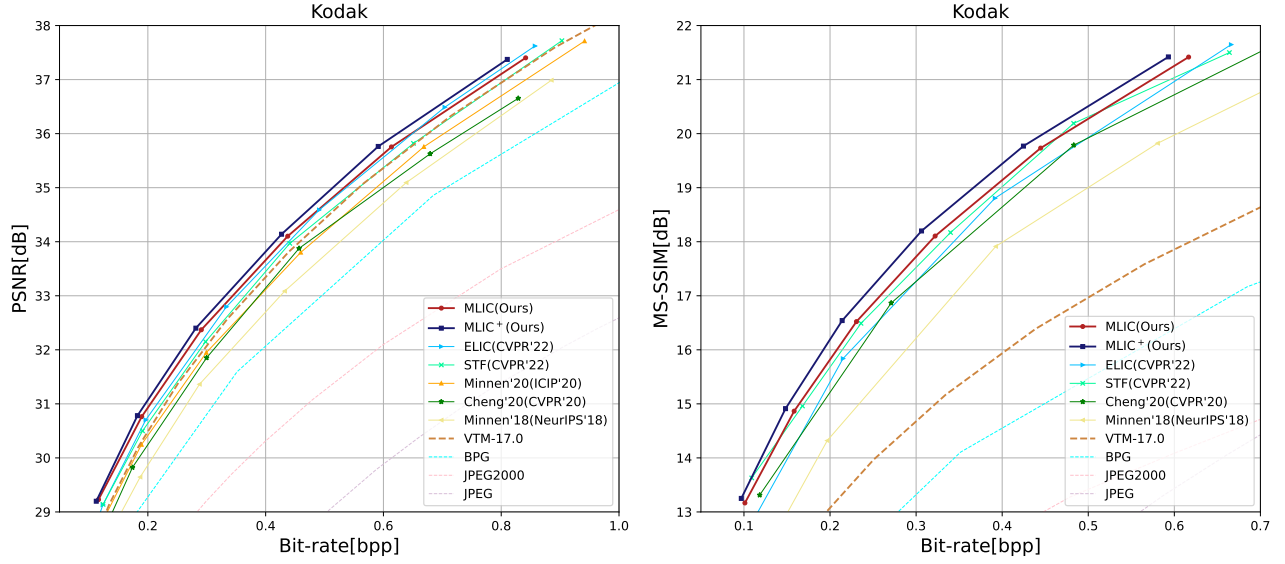 Kodak
PSNR[dB]
38
37
36
35
34
33
32
31
30
29
MLIC(Ours)
MLIC+(Ours)
ELIC(CVPR'22)
STF(CVPR'22)
Minnen'20(ICIP'20)
Cheng'20(CVPR'20)
Minnen'18(NeurIPS'18)
VTM-17.0
BPG
JPEG2000
JPEG
0.2 0.4 0.6 0.8 1.0
Bit-rate[bpp]
Kodak
MS-SSIM[dB]
22
21
20
19
18
17
16
15
14
13
MLIC(Ours)
MLIC+(Ours)
ELIC(CVPR'22)
STF(CVPR'22)
Cheng'20(CVPR'20)
Minnen'18(NeurIPS'18)
VTM-17.0
BPG
JPEG2000
JPEG
0.1 0.2 0.3 0.4 0.5 0.6 0.7
Bit-rate[bpp]